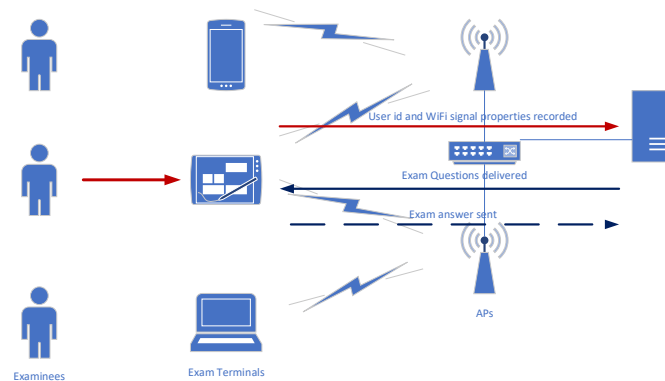 User id and WiFi signal properties recorded
Exam Questions delivered
Exam answer sent
APs
Examinees
Exam Terminals